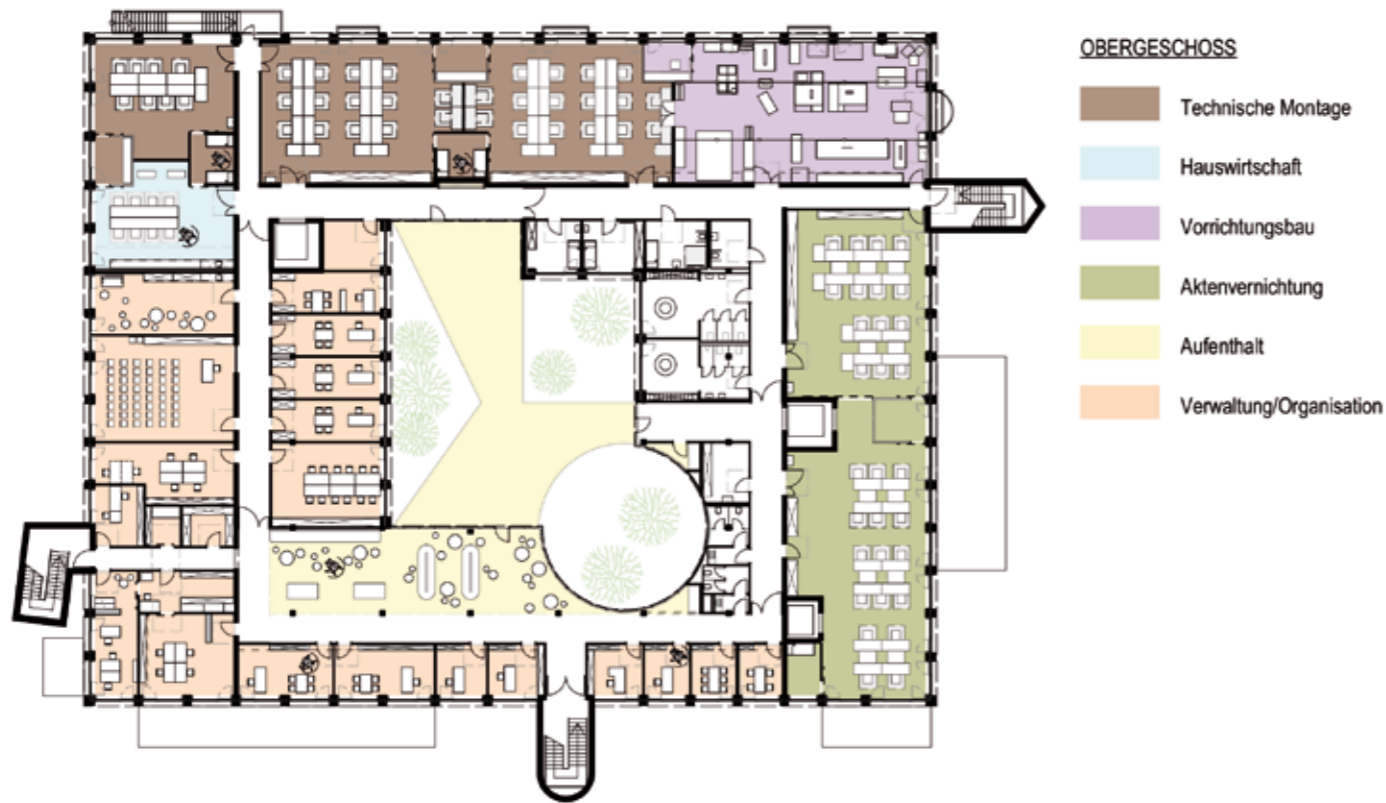 OBERGESCHOSS
Technische Montage
Hauswirtschaft
Vorrichtungsbau
Aktenvernichtung
Aufenthalt
Verwaltung/Organisation